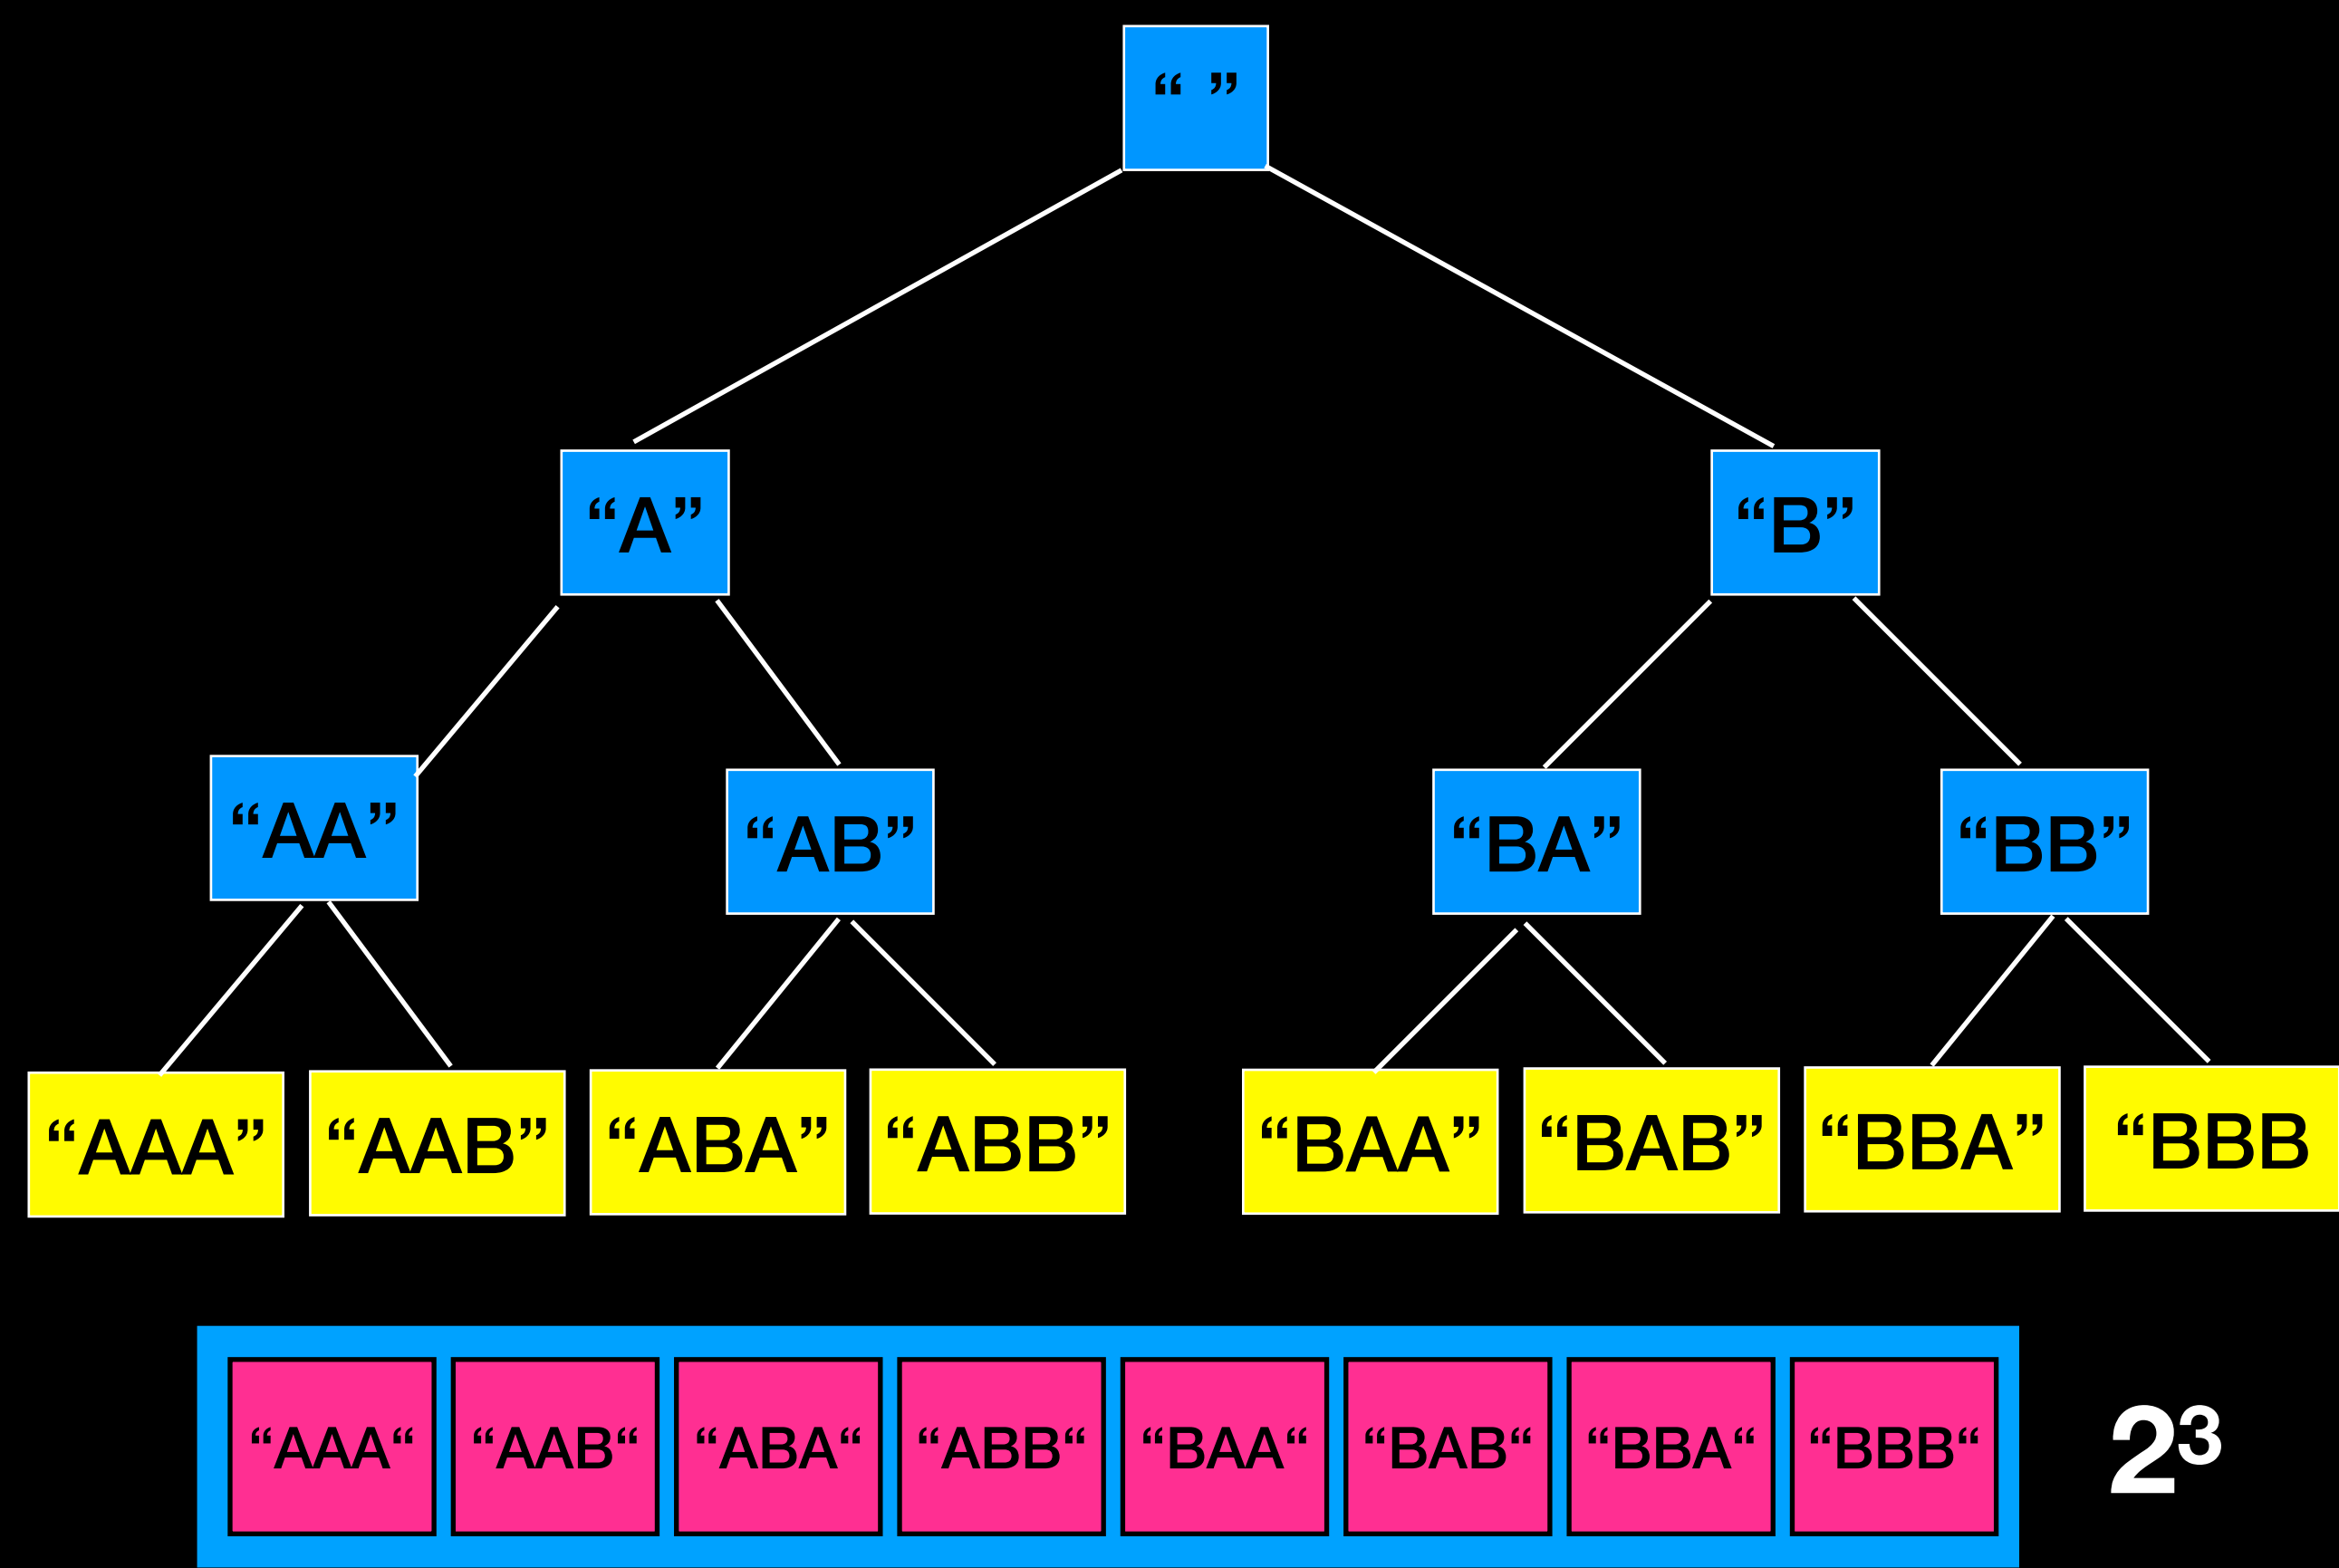 “ ”
“A” “B”
“AA” “AB” “BA” “BB”
“AAA” “AAB” “ABA” “ABB” “BAA” “BAB” “BBA” “BBB
“AAA“ “AAB“ “ABA“ “ABB“ “BAA“ “BAB“ “BBA“ “BBB“ 2³